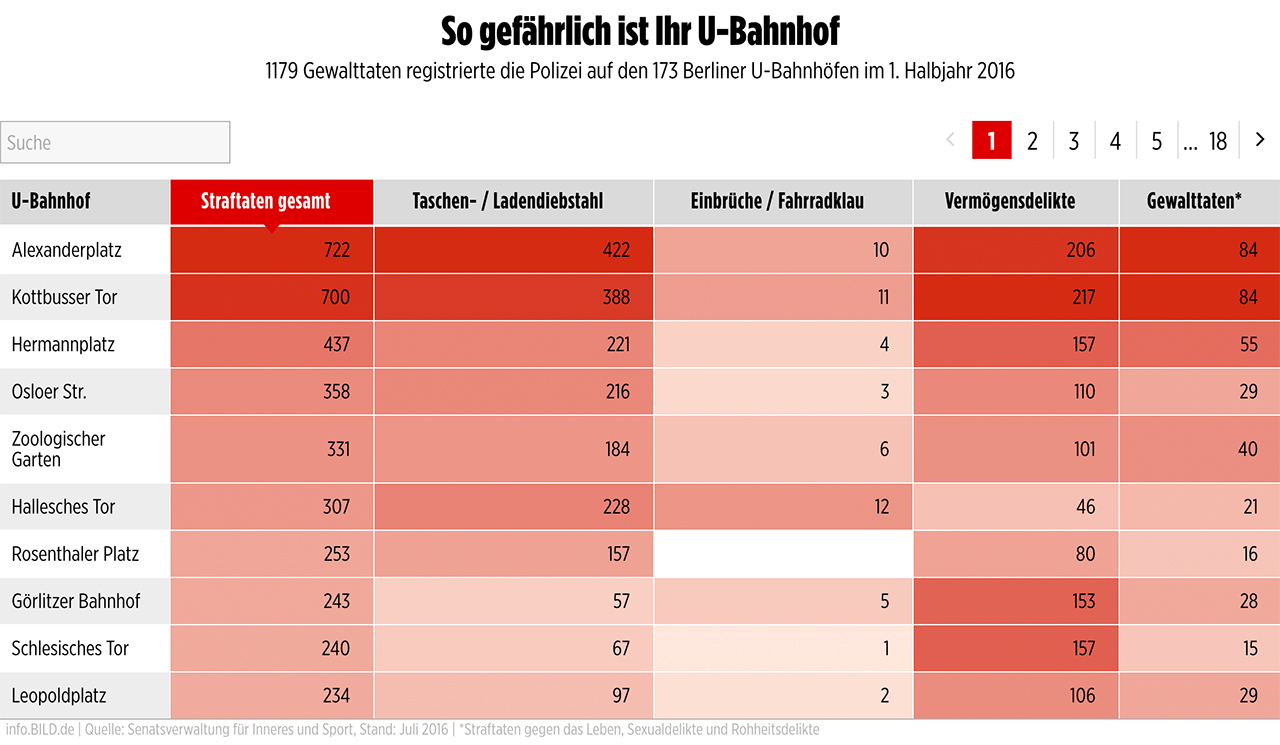 So gefährlich ist Ihr U-Bahnhof
1179 Gewalttaten registrierte die Polizei auf den 173 Berliner U-Bahnhöfen im 1. Halbjahr 2016
Suche
‹ 1 2 3 4 5 ... 18 ›
U-Bahnhof Straftaten gesamt Taschen- / Ladendiebstahl Einbrüche / Fahrradklau Vermögensdelikte Gewalttaten*
Alexanderplatz 722 422 10 206 84
Kottbusser Tor 700 388 11 217 84
Hermannplatz 437 221 4 157 55
Osloer Str. 358 216 3 110 29
Zoologischer
Garten 331 184 6 101 40
Hallesches Tor 307 228 12 46 21
Rosenthaler Platz 253 157 80 16
Görlitzer Bahnhof 243 57 5 153 28
Schlesisches Tor 240 67 1 157 15
Leopoldplatz 234 97 2 106 29
info.BILD.de | Quelle: Senatsverwaltung für Inneres und Sport, Stand: Juli 2016 | *Straftaten gegen das Leben, Sexualdelikte und Rohheitsdelikte